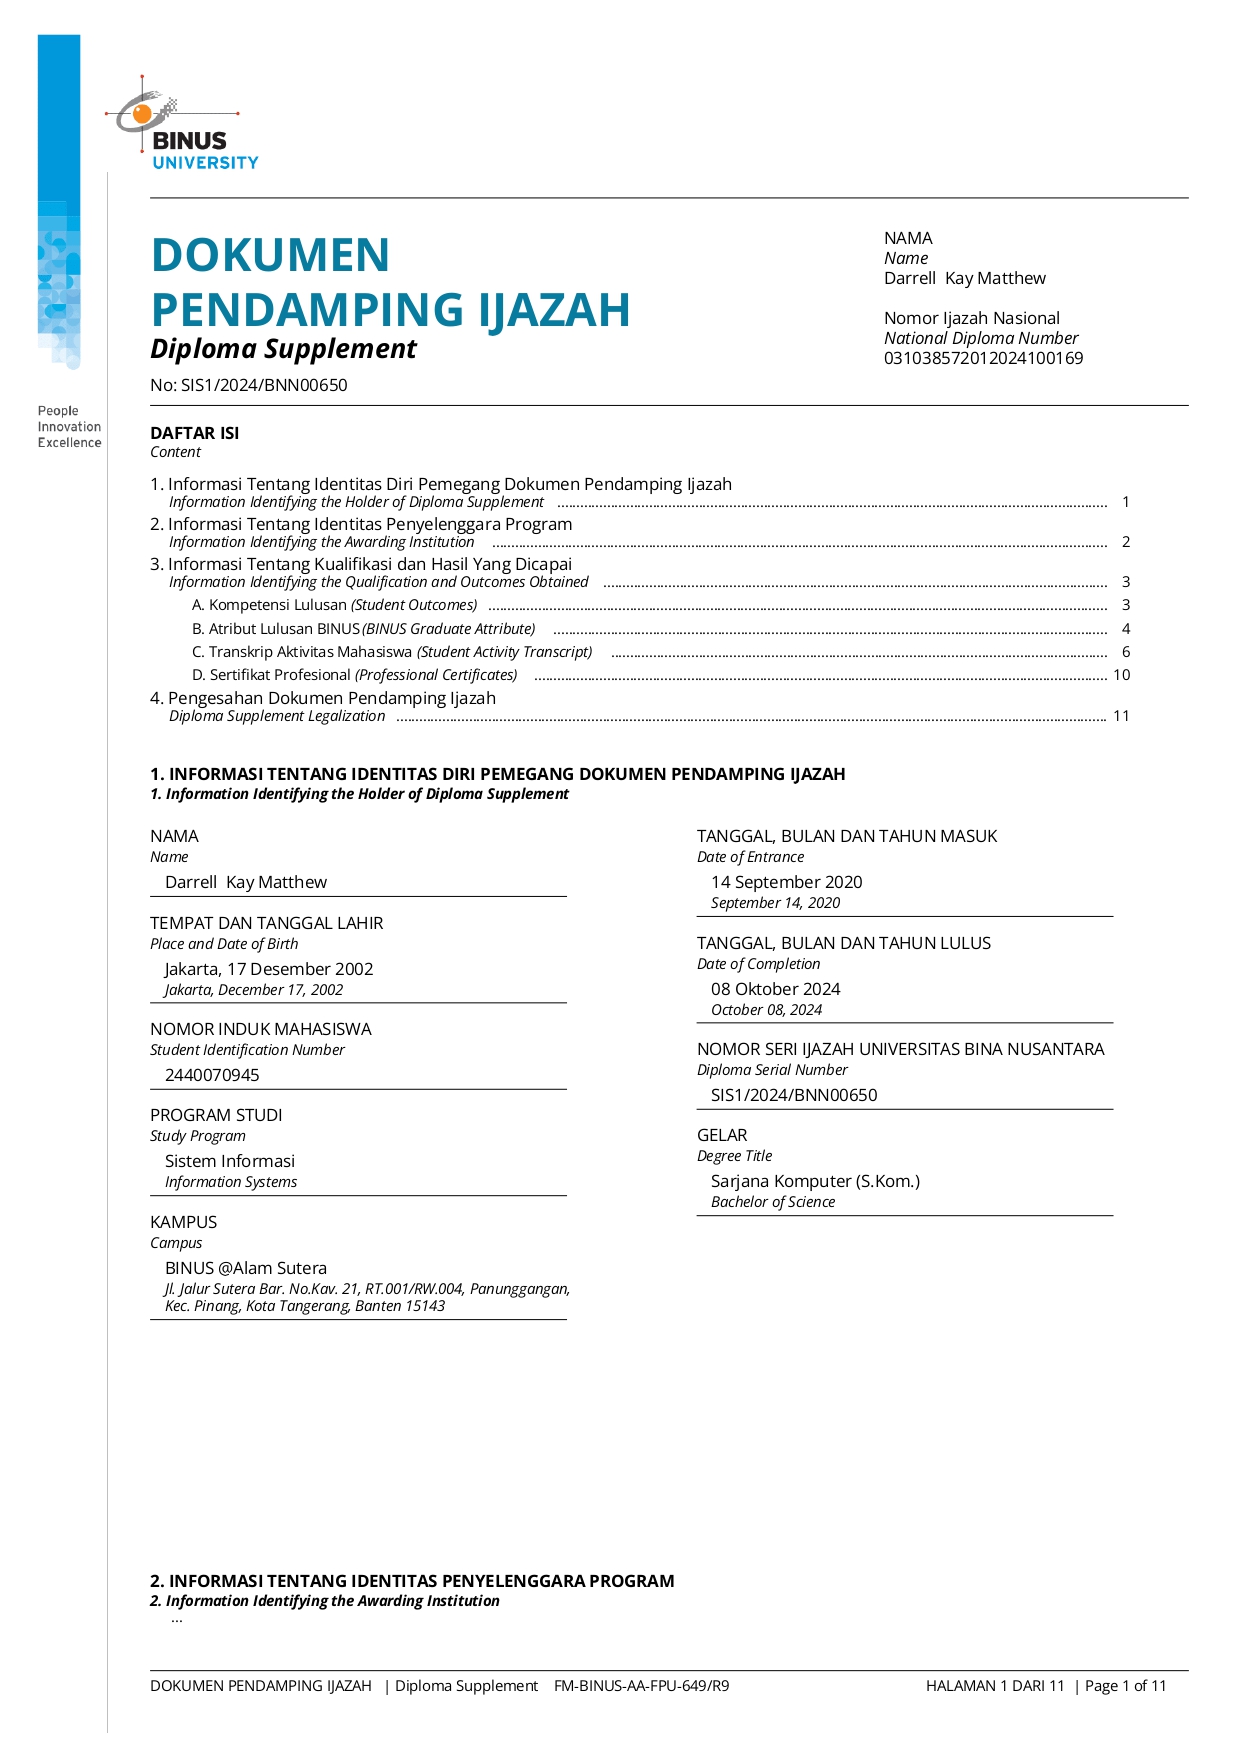 BINUS
UNIVERSITY
DOKUMEN
PENDAMPING IJAZAH
Diploma Supplement
No: SIS1/2024/BNN00650
NAMA
Name
Darrell  Kay Matthew
Nomor Ijazah Nasional
National Diploma Number
031038572012024100169
People
Innovation
Excellence
DAFTAR ISI
Content
1. Informasi Tentang Identitas Diri Pemegang Dokumen Pendamping Ijazah
Information Identifying the Holder of Diploma Supplement ........ 1
2. Informasi Tentang Identitas Penyelenggara Program
Information Identifying the Awarding Institution ........ 2
3. Informasi Tentang Kualifikasi dan Hasil Yang Dicapai
Information Identifying the Qualification and Outcomes Obtained ........ 3
A. Kompetensi Lulusan (Student Outcomes) ........ 3
B. Atribut Lulusan BINUS (BINUS Graduate Attribute) ........ 4
C. Transkrip Aktivitas Mahasiswa (Student Activity Transcript) ........ 6
D. Sertifikat Profesional (Professional Certificates) ........ 10
4. Pengesahan Dokumen Pendamping Ijazah
Diploma Supplement Legalization ........ 11
1. INFORMASI TENTANG IDENTITAS DIRI PEMEGANG DOKUMEN PENDAMPING IJAZAH
1. Information Identifying the Holder of Diploma Supplement
NAMA
Name
Darrell  Kay Matthew
TEMPAT DAN TANGGAL LAHIR
Place and Date of Birth
Jakarta, 17 Desember 2002
Jakarta, December 17, 2002
NOMOR INDUK MAHASISWA
Student Identification Number
2440070945
PROGRAM STUDI
Study Program
Sistem Informasi
Information Systems
KAMPUS
Campus
BINUS @Alam Sutera
Jl. Jalur Sutera Bar. No.Kav. 21, RT.001/RW.004, Panunggangan,
Kec. Pinang, Kota Tangerang, Banten 15143
TANGGAL, BULAN DAN TAHUN MASUK
Date of Entrance
14 September 2020
September 14, 2020
TANGGAL, BULAN DAN TAHUN LULUS
Date of Completion
08 Oktober 2024
October 08, 2024
NOMOR SERI IJAZAH UNIVERSITAS BINA NUSANTARA
Diploma Serial Number
SIS1/2024/BNN00650
GELAR
Degree Title
Sarjana Komputer (S.Kom.)
Bachelor of Science
2. INFORMASI TENTANG IDENTITAS PENYELENGGARA PROGRAM
2. Information Identifying the Awarding Institution
...
DOKUMEN PENDAMPING IJAZAH | Diploma Supplement FM-BINUS-AA-FPU-649/R9
HALAMAN 1 DARI 11 | Page 1 of 11